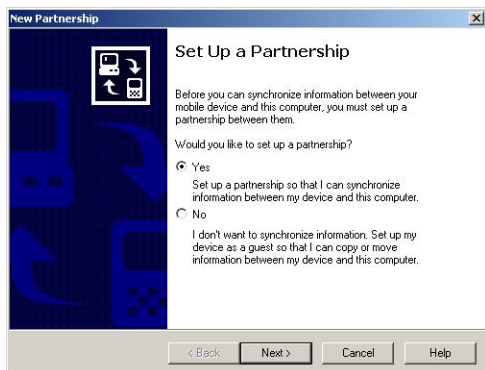 New Partnership
Set Up a Partnership
Before you can synchronize information between your
mobile device and this computer, you must set up a
partnership between them.
Would you like to set up a partnership?
Yes
Set up a partnership so that I can synchronize
information between my device and this computer.
No
I don't want to synchronize information. Set up my
device as a guest so that I can copy or move
information between my device and this computer.
< Back Next > Cancel Help